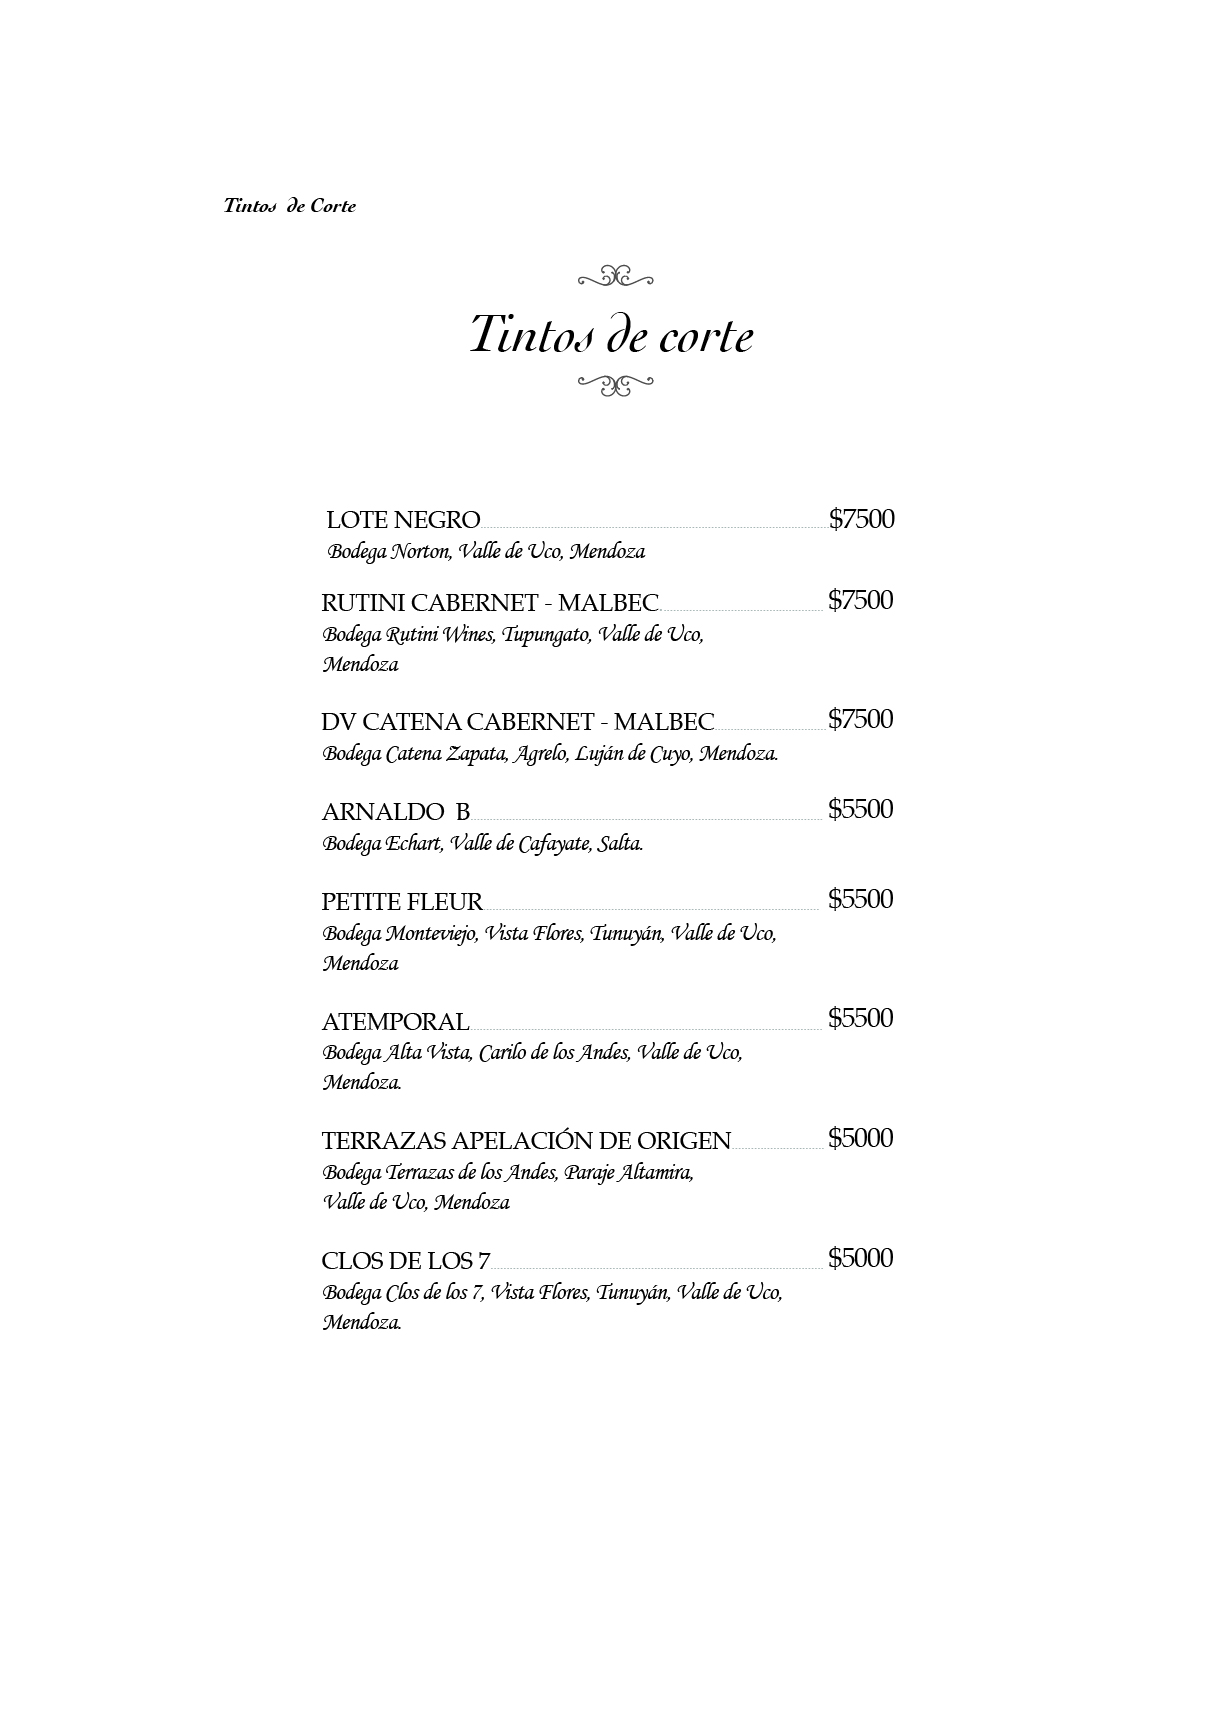 Tintos de Corte
Tintos de corte
LOTE NEGRO $7500
Bodega Norton, Valle de Uco, Mendoza
RUTINI CABERNET - MALBEC $7500
Bodega Rutini Wines, Tupungato, Valle de Uco,
Mendoza
DV CATENA CABERNET - MALBEC $7500
Bodega Catena Zapata, Agrelo, Luján de Cuyo, Mendoza.
ARNALDO B $5500
Bodega Echart, Valle de Cafayate, Salta.
PETITE FLEUR $5500
Bodega Monteviejo, Vista Flores, Tunuyán, Valle de Uco,
Mendoza
ATEMPORAL $5500
Bodega Alta Vista, Carilo de los Andes, Valle de Uco,
Mendoza.
TERRAZAS APELACIÓN DE ORIGEN $5000
Bodega Terrazas de los Andes, Paraje Altamira,
Valle de Uco, Mendoza
CLOS DE LOS 7 $5000
Bodega Clos de los 7, Vista Flores, Tunuyán, Valle de Uco,
Mendoza.